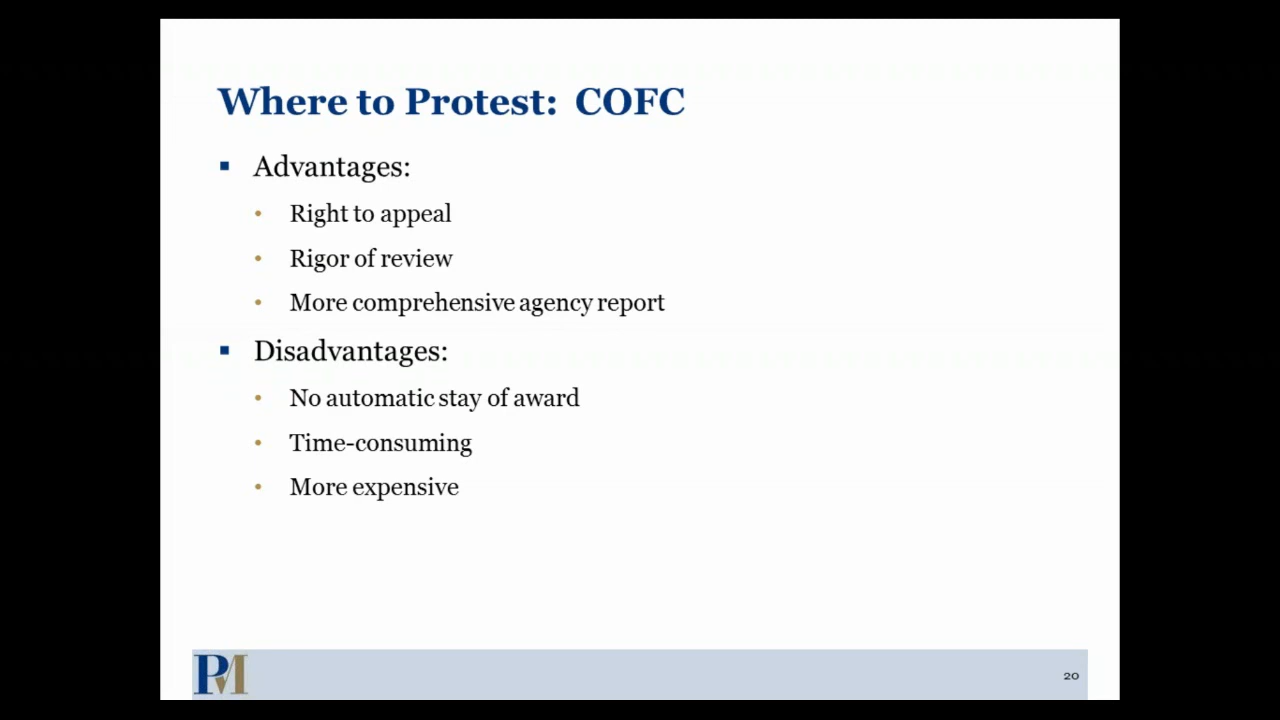 Where to Protest: COFC
Advantages:
Right to appeal
Rigor of review
More comprehensive agency report
Disadvantages:
No automatic stay of award
Time-consuming
More expensive
PM
20